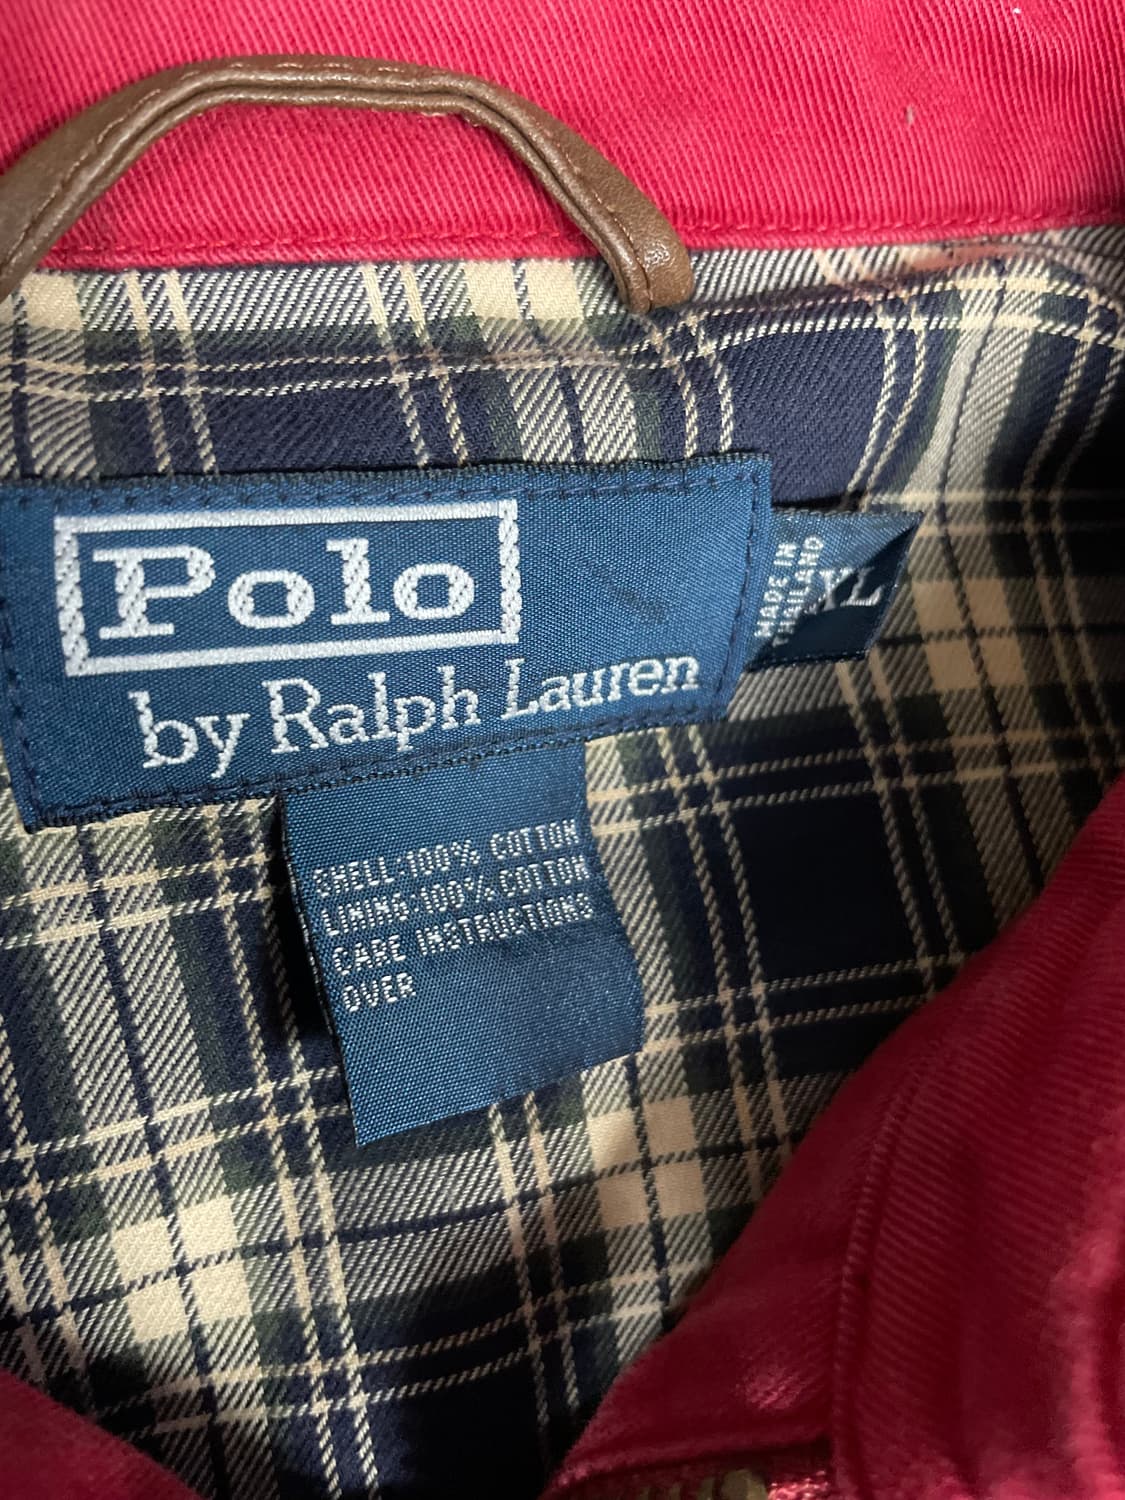 Polo
by Ralph Lauren
MADE IN
THAILAND
XL
SHELL:100% COTTON
LINING:100% COTTON
CARE INSTRUCTIONS
OVER